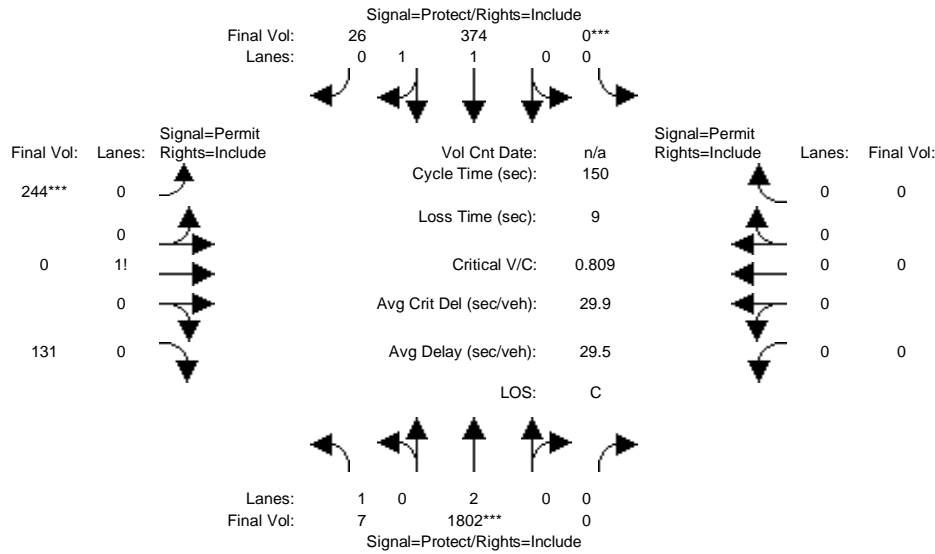 Signal=Protect/Rights=Include
Final Vol: 26 374 0***
Lanes: 0 1 1 0 0
Signal=Permit Signal=Permit
Final Vol: Lanes: Rights=Include Vol Cnt Date: n/a Rights=Include Lanes: Final Vol:
Cycle Time (sec): 150
244*** 0 0 0
Loss Time (sec): 9
0 0
0 1! Critical V/C: 0.809 0 0
0 Avg Crit Del (sec/veh): 29.9 0
131 0 Avg Delay (sec/veh): 29.5 0 0
LOS: C
Lanes: 1 0 2 0 0
Final Vol: 7 1802*** 0
Signal=Protect/Rights=Include